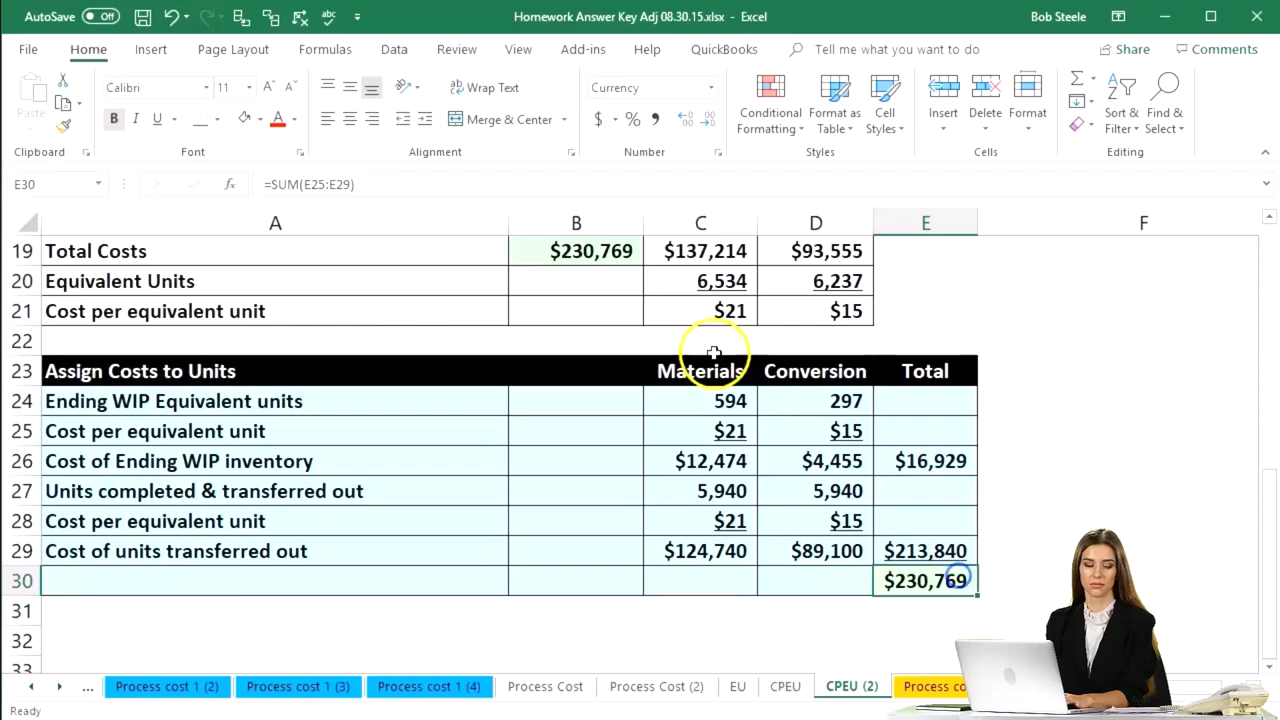 AutoSave Off Homework Answer Key Adj 08.30.15.xlsx - Excel Bob Steele
File Home Insert Page Layout Formulas Data Review View Add-ins Help QuickBooks Tell me what you want to do Share Comments
Calibri 11 Wrap Text Currency
Paste B I U Merge & Center $ % Conditional Formatting Format as Table Cell Styles Insert Delete Format Sort & Filter Find & Select
Clipboard Font Alignment Number Styles Cells Editing
E30 fx =SUM(E25:E29)
A B C D E F
19 Total Costs $230,769 $137,214 $93,555
20 Equivalent Units 6,534 6,237
21 Cost per equivalent unit $21 $15
22
23 Assign Costs to Units Materials Conversion Total
24 Ending WIP Equivalent units 594 297
25 Cost per equivalent unit $21 $15
26 Cost of Ending WIP inventory $12,474 $4,455 $16,929
27 Units completed & transferred out 5,940 5,940
28 Cost per equivalent unit $21 $15
29 Cost of units transferred out $124,740 $89,100 $213,840
30 $230,769
31
32
33
... Process cost 1 (2) Process cost 1 (3) Process cost 1 (4) Process Cost Process Cost (2) EU CPEU CPEU (2) Process co
Ready